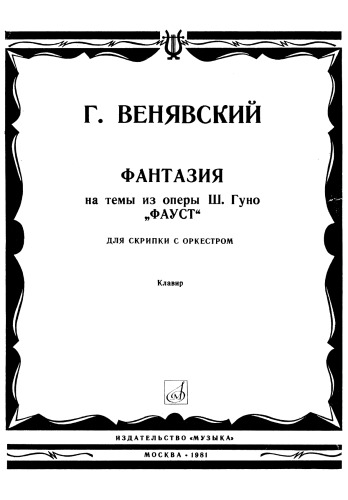 Г. ВЕНЯВСКИЙ
ФАНТАЗИЯ
на темы из оперы Ш. Гуно
„ФАУСТ“
ДЛЯ СКРИПКИ С ОРКЕСТРОМ
Клавир
ИЗДАТЕЛЬСТВО «МУЗЫКА»
МОСКВА • 1981